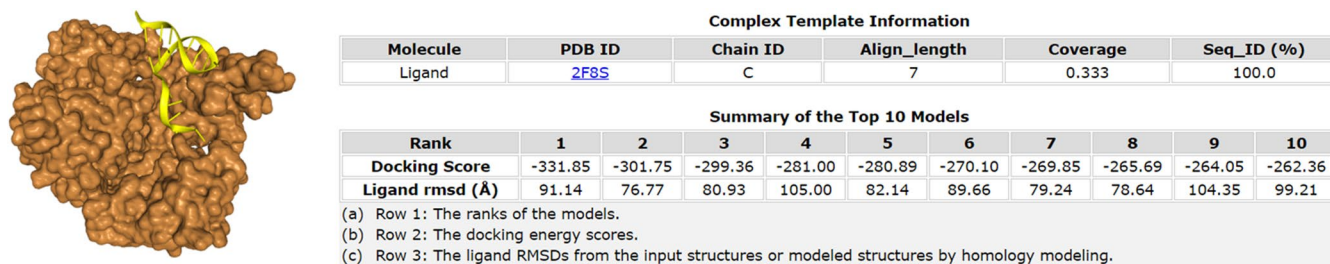 Complex Template Information
Molecule PDB ID Chain ID Align_length Coverage Seq_ID (%)
Ligand 2F8S C 7 0.333 100.0
Summary of the Top 10 Models
Rank 1 2 3 4 5 6 7 8 9 10
Docking Score -331.85 -301.75 -299.36 -281.00 -280.89 -270.10 -269.85 -265.69 -264.05 -262.36
Ligand rmsd (Å) 91.14 76.77 80.93 105.00 82.14 89.66 79.24 78.64 104.35 99.21
(a) Row 1: The ranks of the models.
(b) Row 2: The docking energy scores.
(c) Row 3: The ligand RMSDs from the input structures or modeled structures by homology modeling.